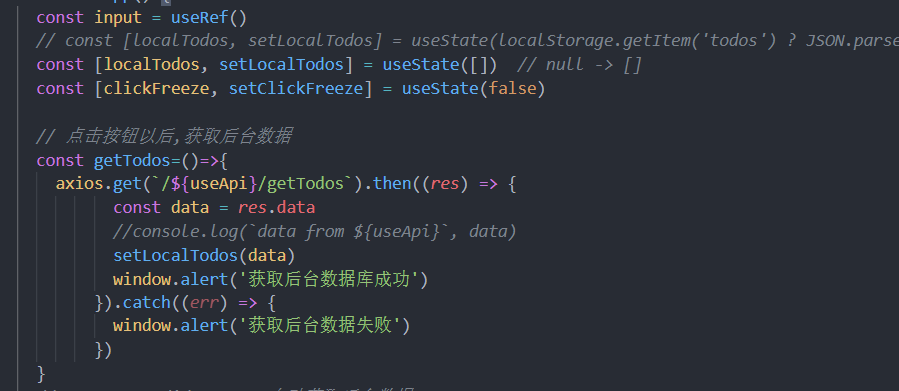 const input = useRef()
// const [localTodos, setLocalTodos] = useState(localStorage.getItem('todos') ? JSON.parse
const [localTodos, setLocalTodos] = useState([])  // null -> []
const [clickFreeze, setClickFreeze] = useState(false)
// 点击按钮以后,获取后台数据
const getTodos=()=>{
axios.get(`/${useApi}/getTodos`).then((res) => {
const data = res.data
//console.log(`data from ${useApi}`, data)
setLocalTodos(data)
window.alert('获取后台数据库成功')
}).catch((err) => {
window.alert('获取后台数据失败')
})
}